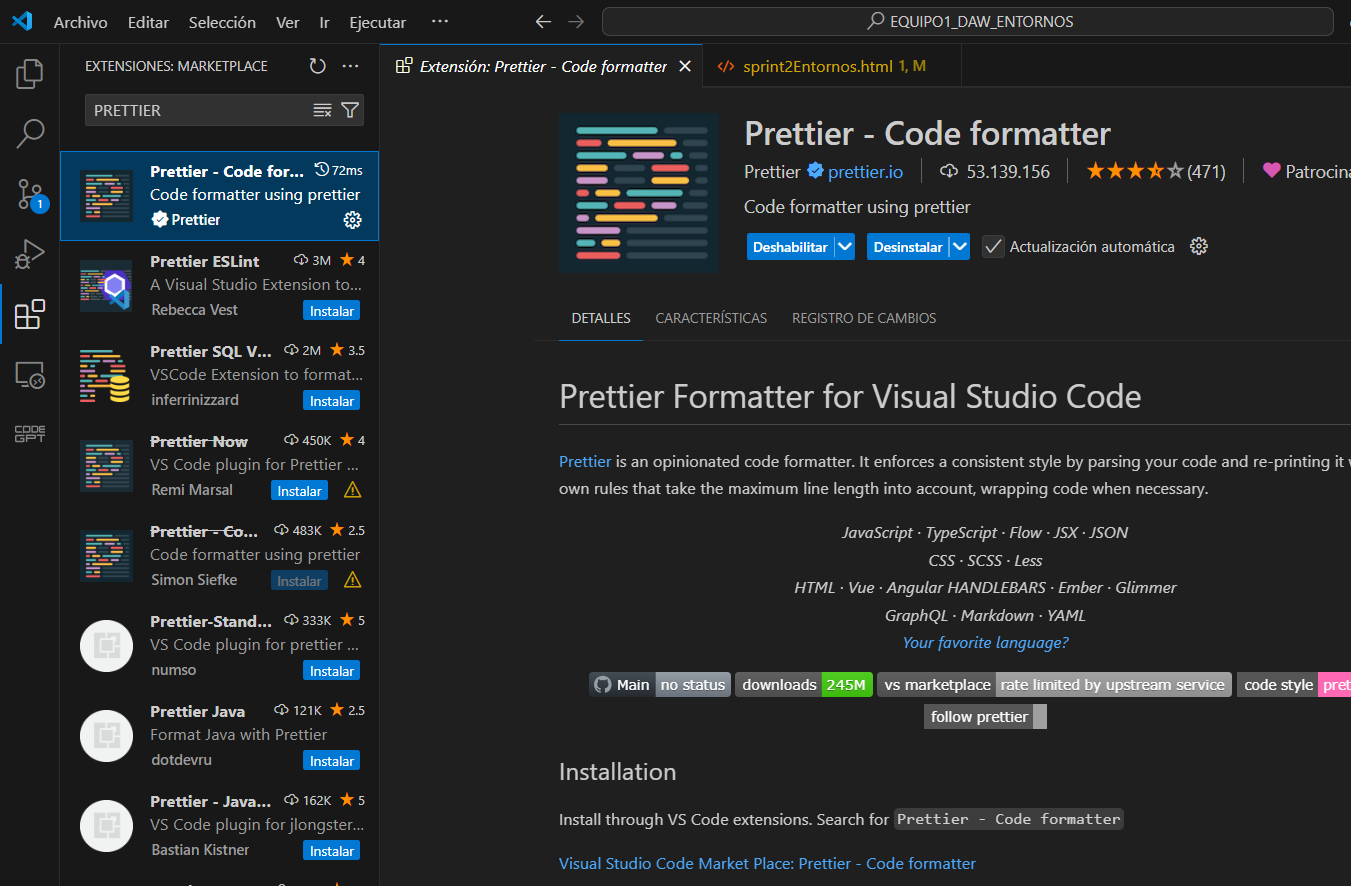 Archivo Editar Selección Ver Ir Ejecutar ··· EQUIPO1_DAW_ENTORNOS
EXTENSIONES: MARKETPLACE ···
PRETTIER
Prettier - Code for... 72ms
Code formatter using prettier
Prettier
Prettier ESLint 3M 4
A Visual Studio Extension to...
Rebecca Vest Instalar
Prettier SQL V... 2M 3.5
VSCode Extension to format...
inferrinizzard Instalar
Prettier Now 450K 4
VS Code plugin for Prettier ...
Remi Marsal Instalar
Prettier - Co... 483K 2.5
Code formatter using prettier
Simon Siefke Instalar
Prettier-Stand... 333K 5
VS Code plugin for prettier ...
numso Instalar
Prettier Java 121K 2.5
Format Java with Prettier
dotdevru Instalar
Prettier - Java... 162K 5
VS Code plugin for jlongster...
Bastian Kistner Instalar
1
CODE
GPT
Extensión: Prettier - Code formatter sprint2Entornos.html 1, M
Prettier - Code formatter
Prettier prettier.io 53.139.156 (471) Patrocina
Code formatter using prettier
Deshabilitar Desinstalar Actualización automática
DETALLES CARACTERÍSTICAS REGISTRO DE CAMBIOS
Prettier Formatter for Visual Studio Code
Prettier is an opinionated code formatter. It enforces a consistent style by parsing your code and re-printing it
own rules that take the maximum line length into account, wrapping code when necessary.
JavaScript · TypeScript · Flow · JSX · JSON
CSS · SCSS · Less
HTML · Vue · Angular HANDLEBARS · Ember · Glimmer
GraphQL · Markdown · YAML
Your favorite language?
Main no status downloads 245M vs marketplace rate limited by upstream service code style pret
follow prettier
Installation
Install through VS Code extensions. Search for Prettier - Code formatter
Visual Studio Code Market Place: Prettier - Code formatter